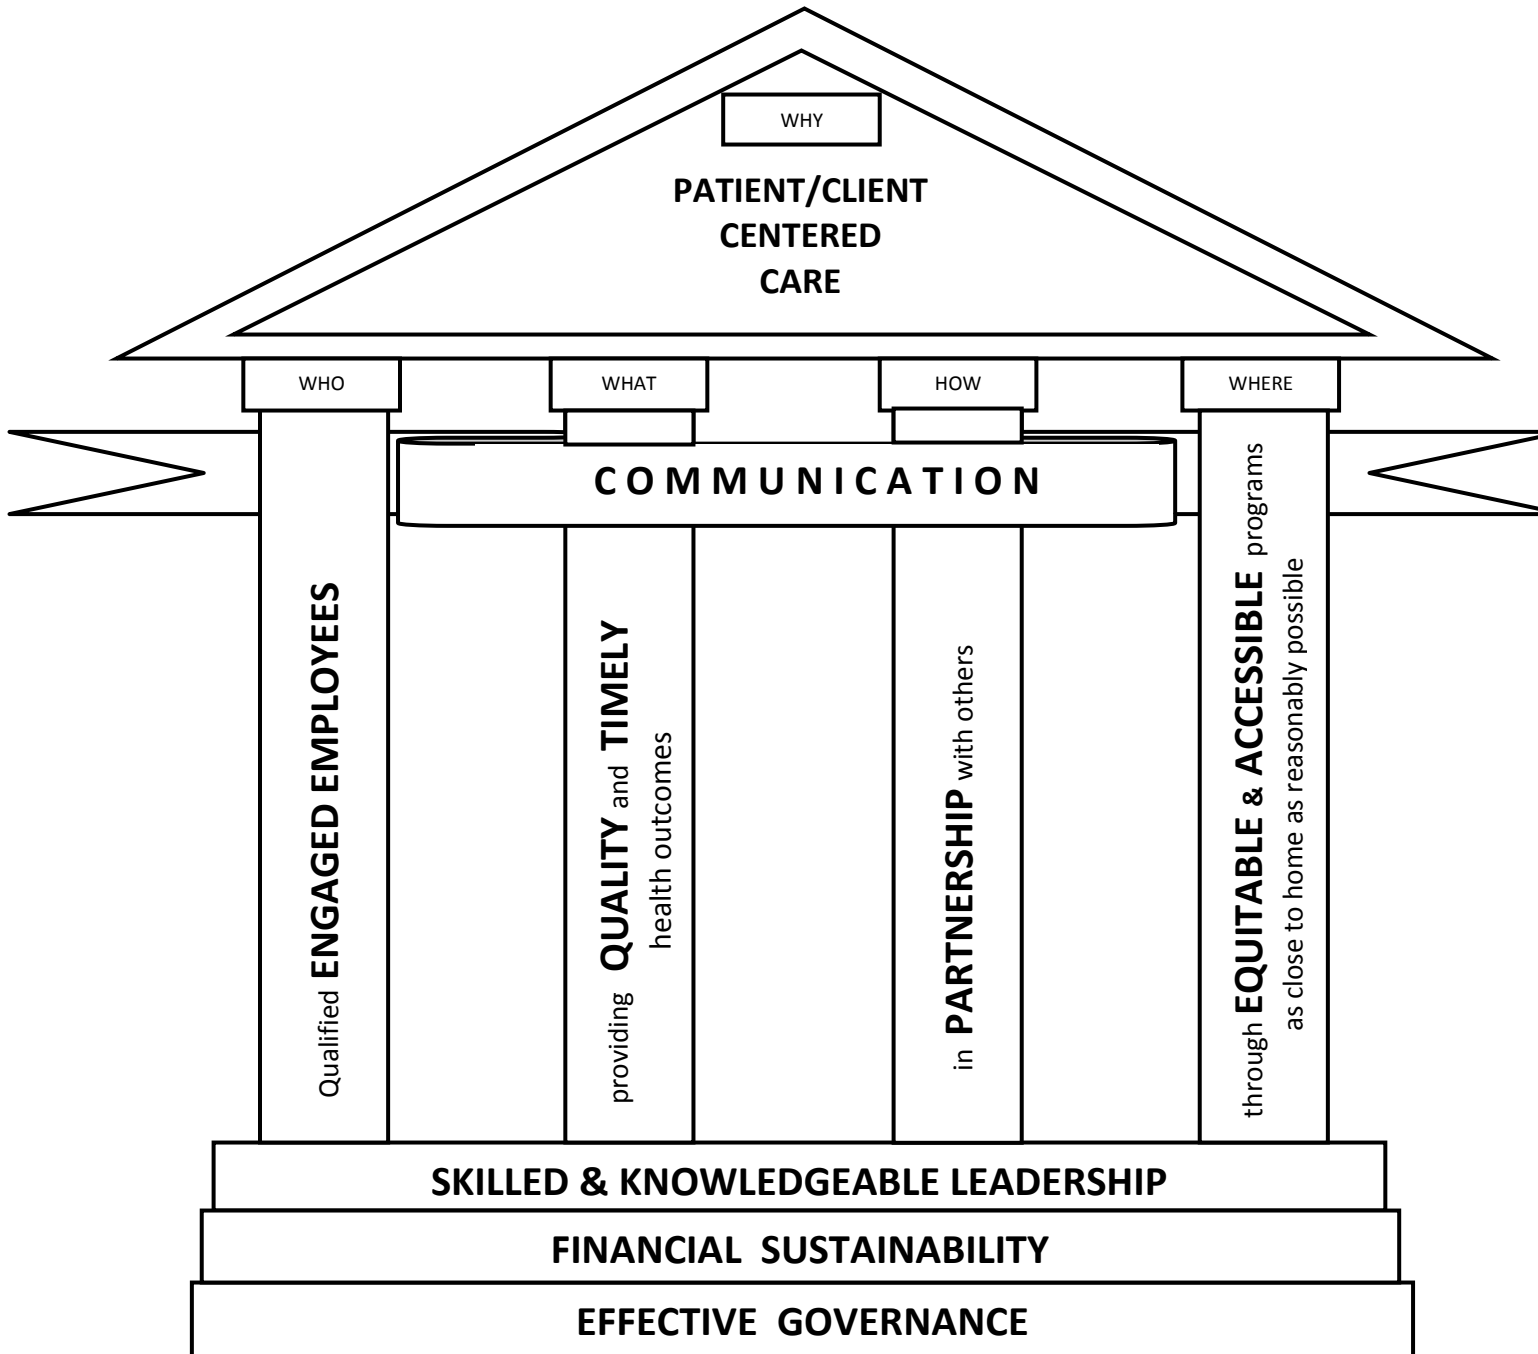 WHY
PATIENT/CLIENT
CENTERED
CARE
WHO
WHAT
HOW
WHERE
COMMUNICATION
Qualified ENGAGED EMPLOYEES
providing QUALITY and TIMELY
health outcomes
in PARTNERSHIP with others
through EQUITABLE & ACCESSIBLE programs
as close to home as reasonably possible
SKILLED & KNOWLEDGEABLE LEADERSHIP
FINANCIAL SUSTAINABILITY
EFFECTIVE GOVERNANCE